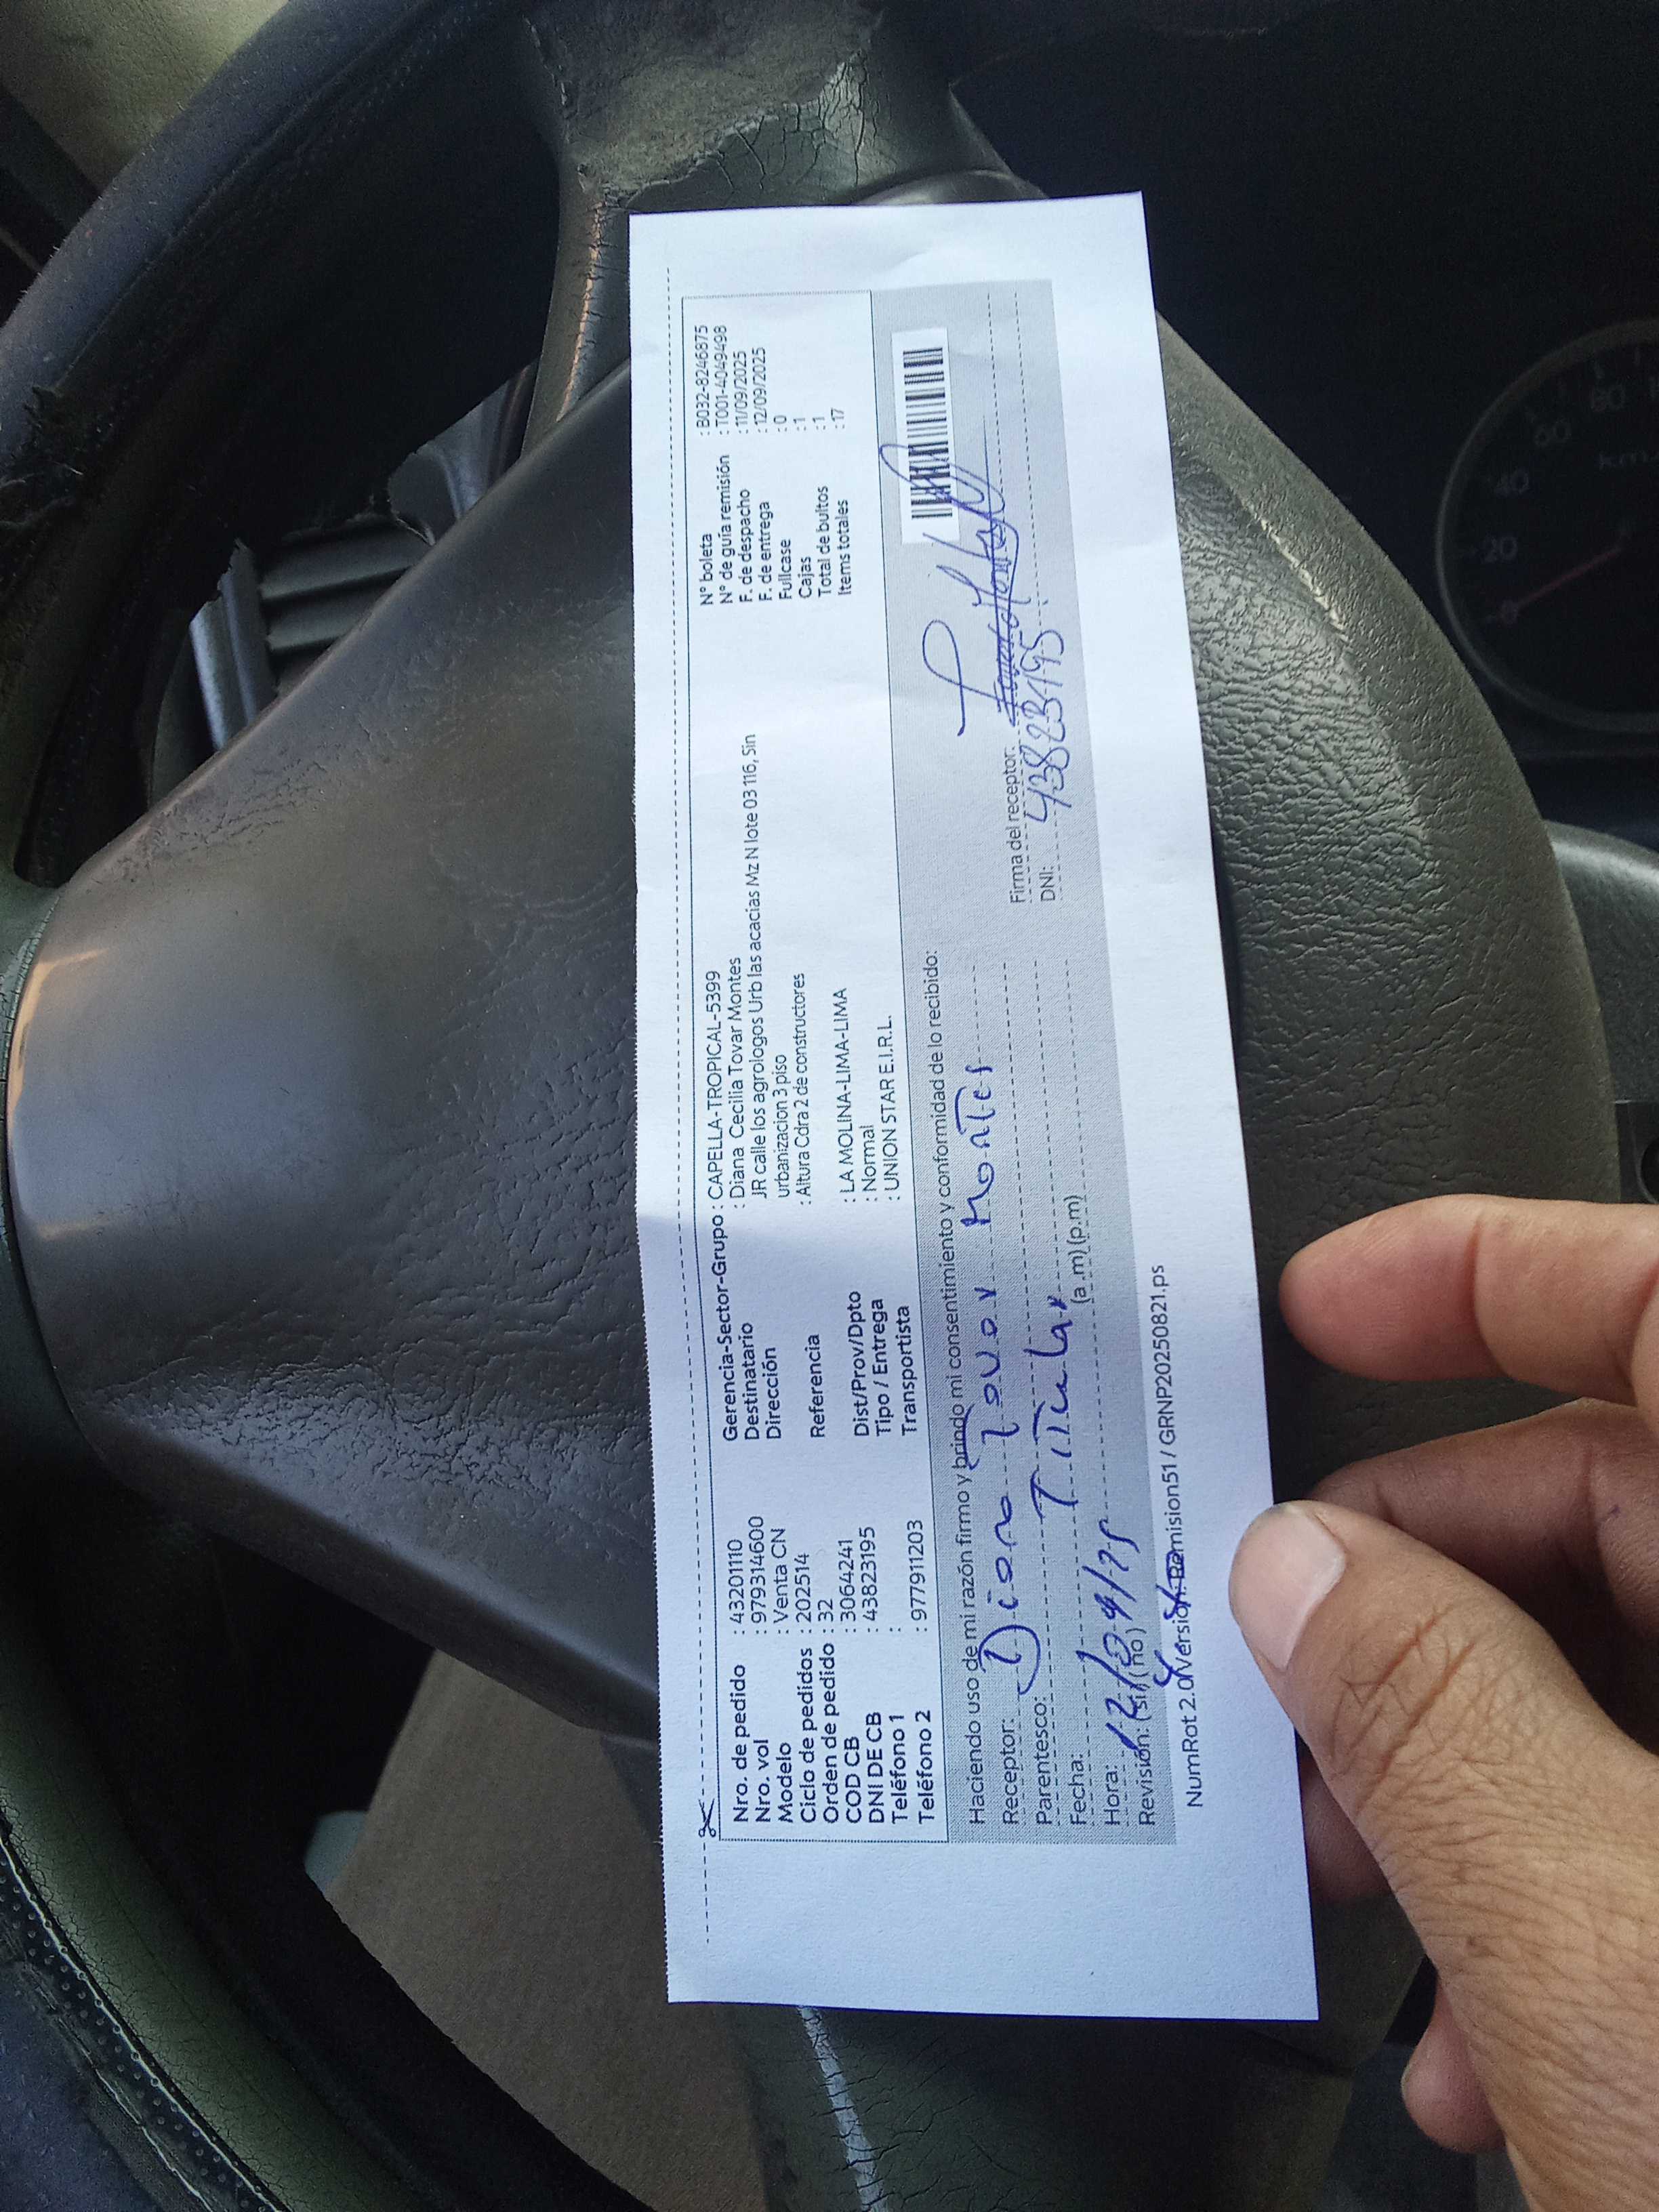 Nro. de pedido : 43201110
Nro. vol : 979314600
Modelo : Venta CN
Ciclo de pedidos : 202514
Orden de pedido : 32
COD CB : 3064241
DNI DE CB : 43823195
Teléfono 1 :
Teléfono 2 : 977911203
Gerencia-Sector-Grupo : CAPELLA-TROPICAL-5399
Destinatario : Diana Cecilia Tovar Montes
Dirección JR calle los agrologos Urb las acacias Mz N lote 03 116, Sin
urbanizacion 3 piso
Referencia : Altura Cdra 2 de constructores
Dist/Prov/Dpto : LA MOLINA-LIMA-LIMA
Tipo / Entrega : Normal
Transportista : UNION STAR E.I.R.L.
N° boleta : B032-8246875
N° de guía remisión : T001-4049498
F. de despacho : 11/09/2025
F. de entrega : 12/09/2025
Fullcase : 0
Cajas : 1
Total de bultos : 1
Items totales : 17
Haciendo uso de mi razón firmo y brindo mi consentimiento y conformidad de lo recibido:
Receptor: Diana Tovar Montes
Parentesco: Titular
Fecha:
Hora: 12/09/25 (a.m) (p.m)
Revisión: (si) (no)
Firma del receptor:
DNI: 43823195
NumRot 2.0 Versión: Remision51 / GRNP20250821.ps